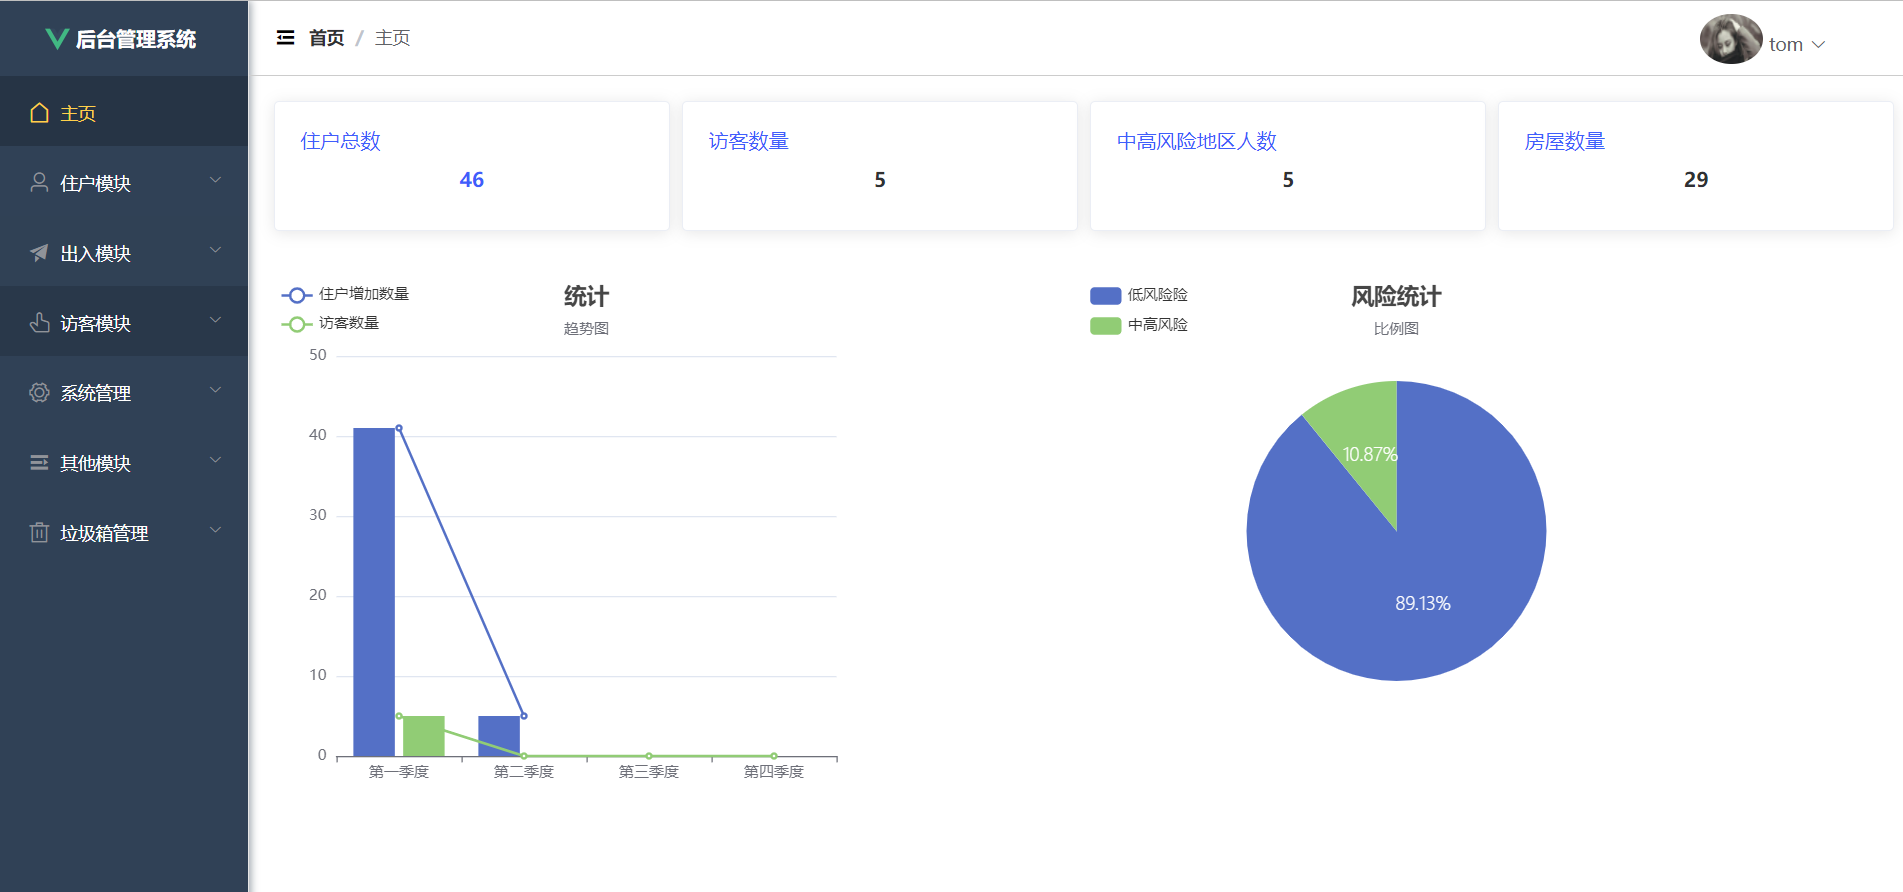 后台管理系统
首页 / 主页
tom
主页
住户模块
出入模块
访客模块
系统管理
其他模块
垃圾箱管理
住户总数
46
访客数量
5
中高风险地区人数
5
房屋数量
29
住户增加数量
访客数量
统计
趋势图
50
40
30
20
10
0
第一季度 第二季度 第三季度 第四季度
低风险险
中高风险
风险统计
比例图
10.87%
89.13%